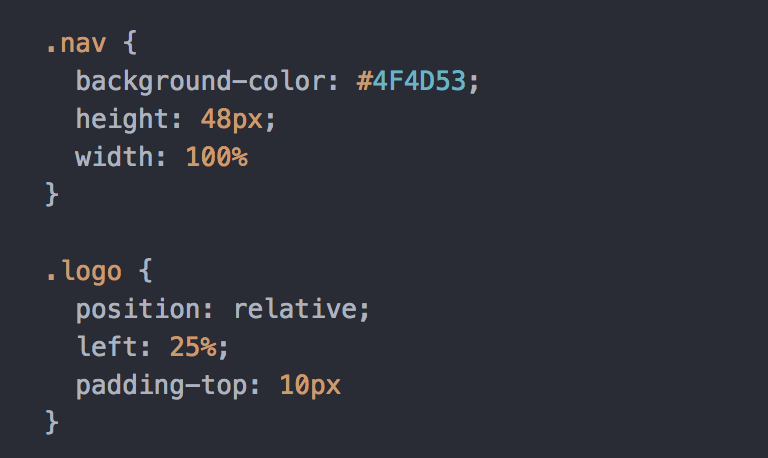 .nav {
  background-color: #4F4D53;
  height: 48px;
  width: 100%
}

.logo {
  position: relative;
  left: 25%;
  padding-top: 10px
}